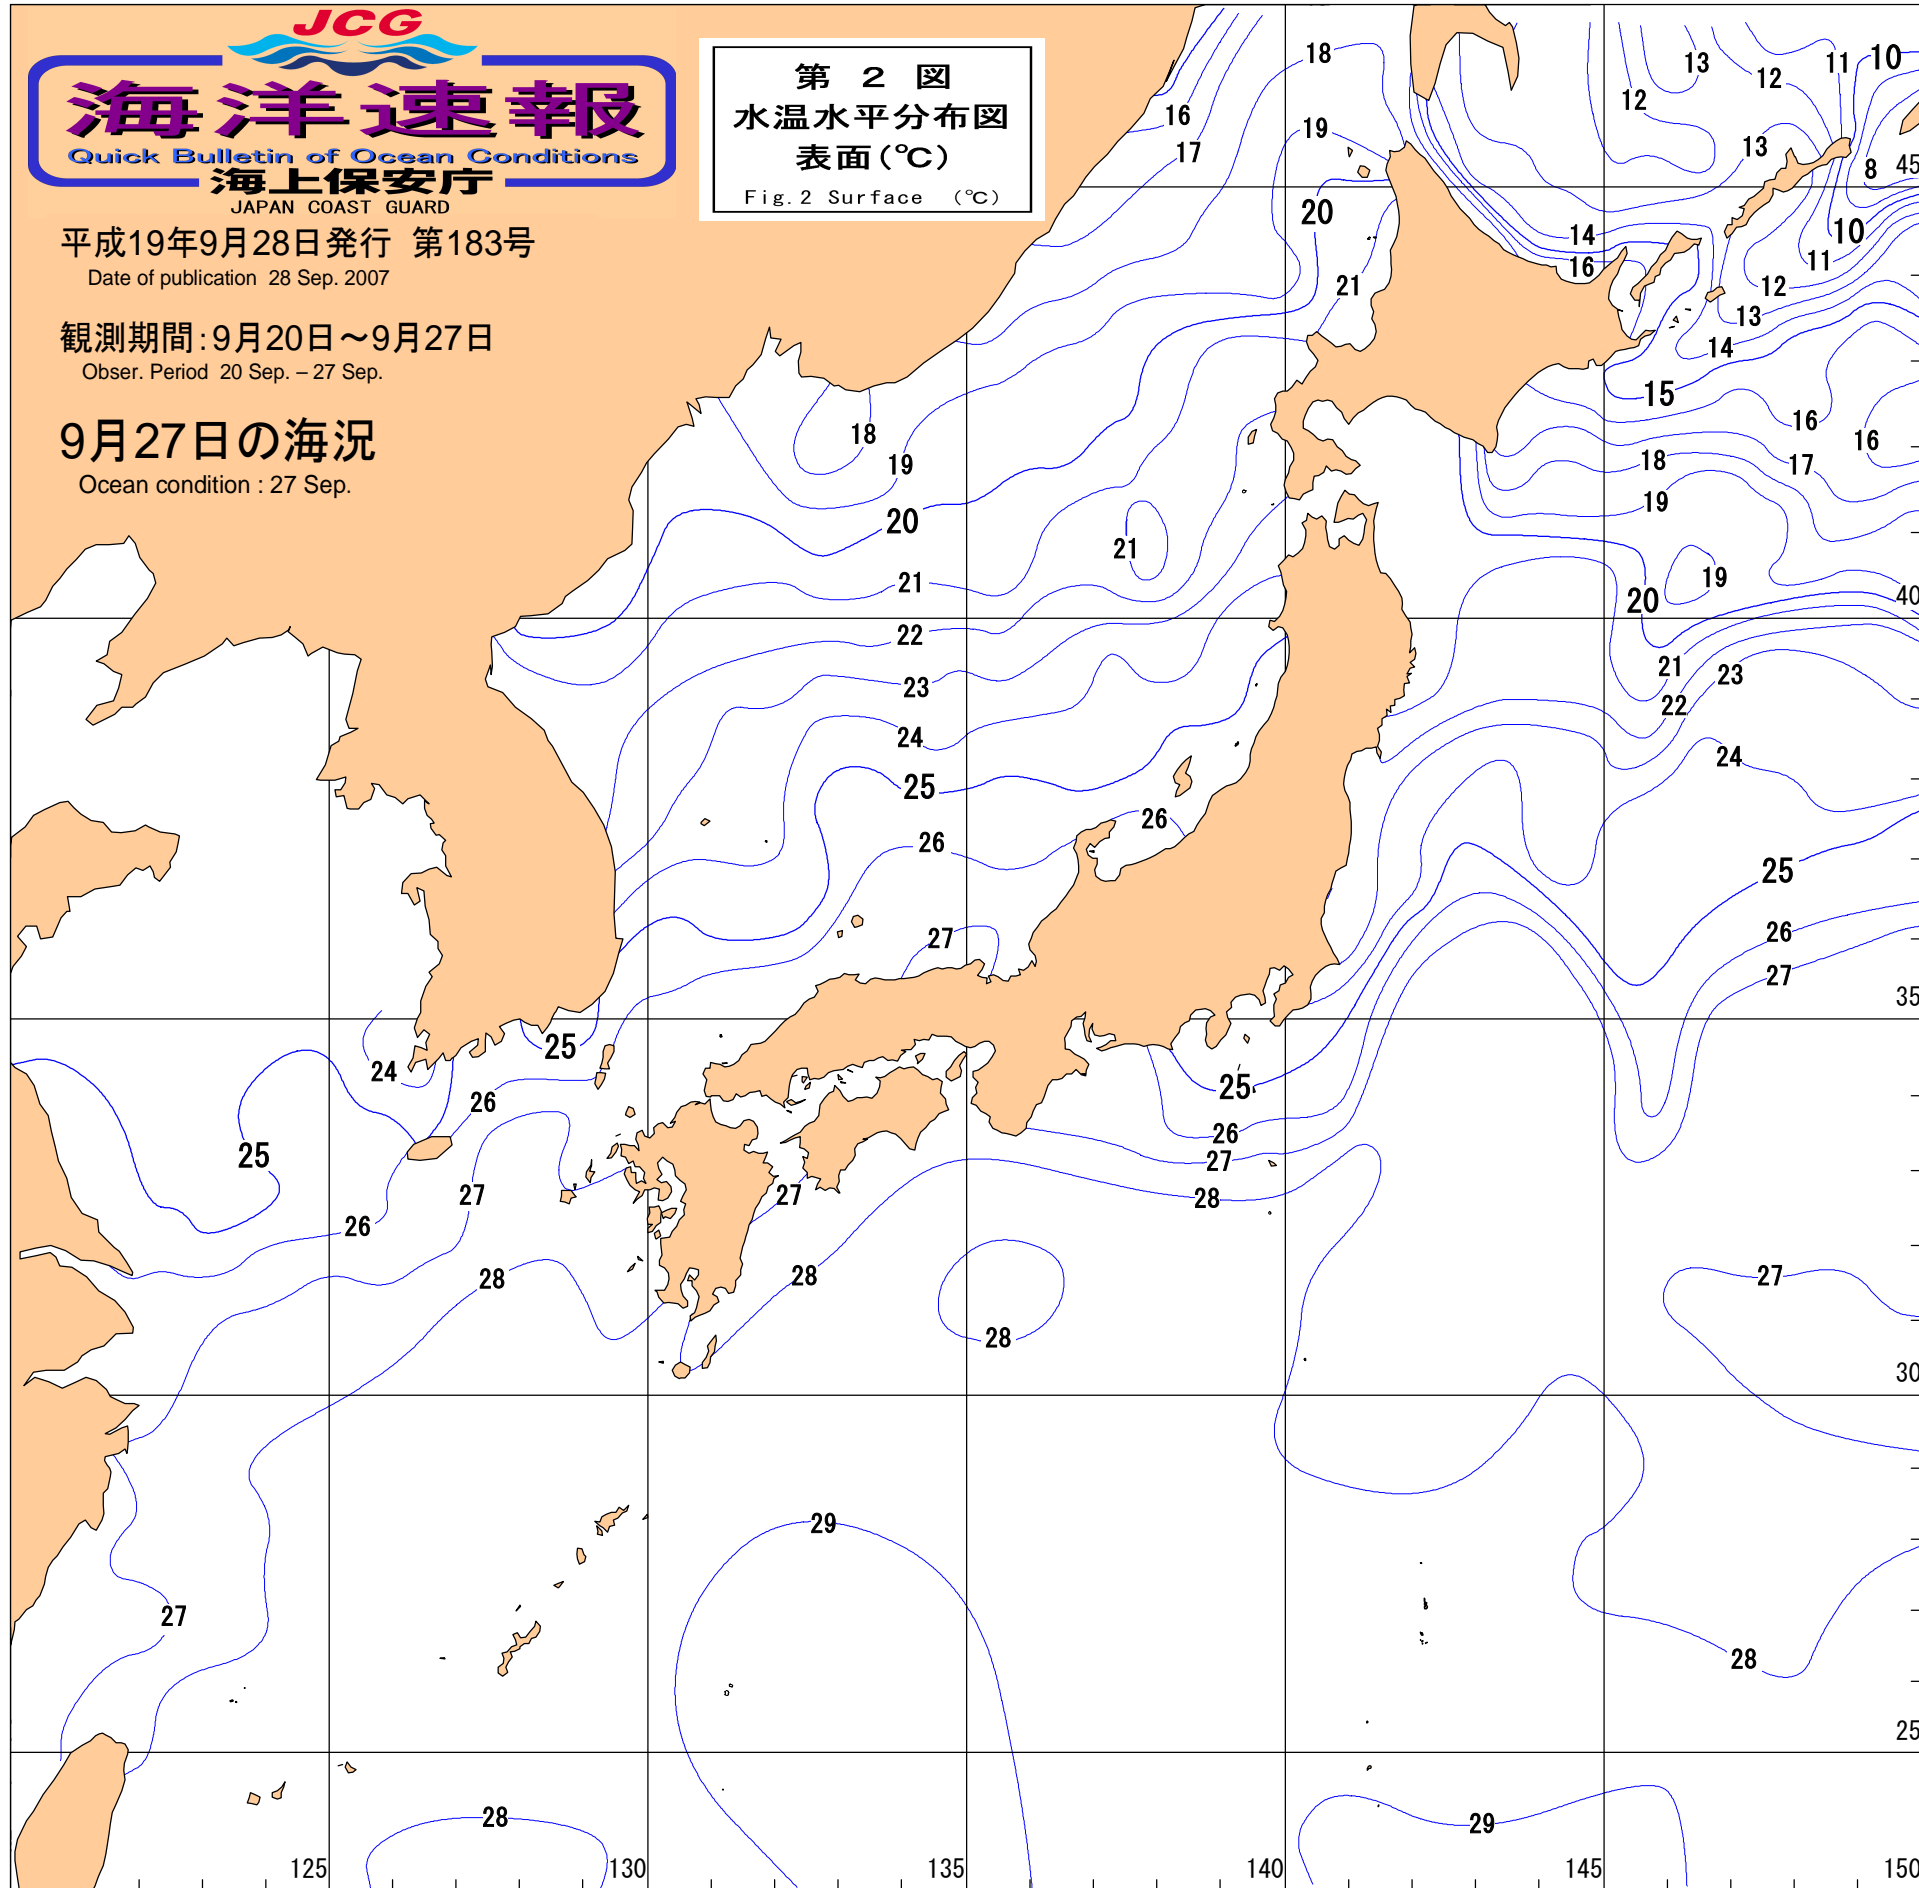 JCG
海洋速報
Quick Bulletin of Ocean Conditions
海上保安庁
JAPAN COAST GUARD
平成19年9月28日発行 第183号
Date of publication 28 Sep. 2007
観測期間:9月20日～9月27日
Obser. Period 20 Sep. – 27 Sep.
9月27日の海況
Ocean condition : 27 Sep.
第 2 図
水温水平分布図
表面(℃)
Fig.2 Surface (℃)
18 13 12 11 10
16 19 12
17 13 8 45
20 14 10
16 11
21 12
13
14
15
18 16 16
19 18 17
20 19
21 21 19
20 40
22 21
23 23
22
24 24
25
26 26
25
27 26
27
35
25
24 25
26
25 26
27
27 27 28
26
28 28 27
28
30
29
27
28
25
28 29
125 130 135 140 145 150